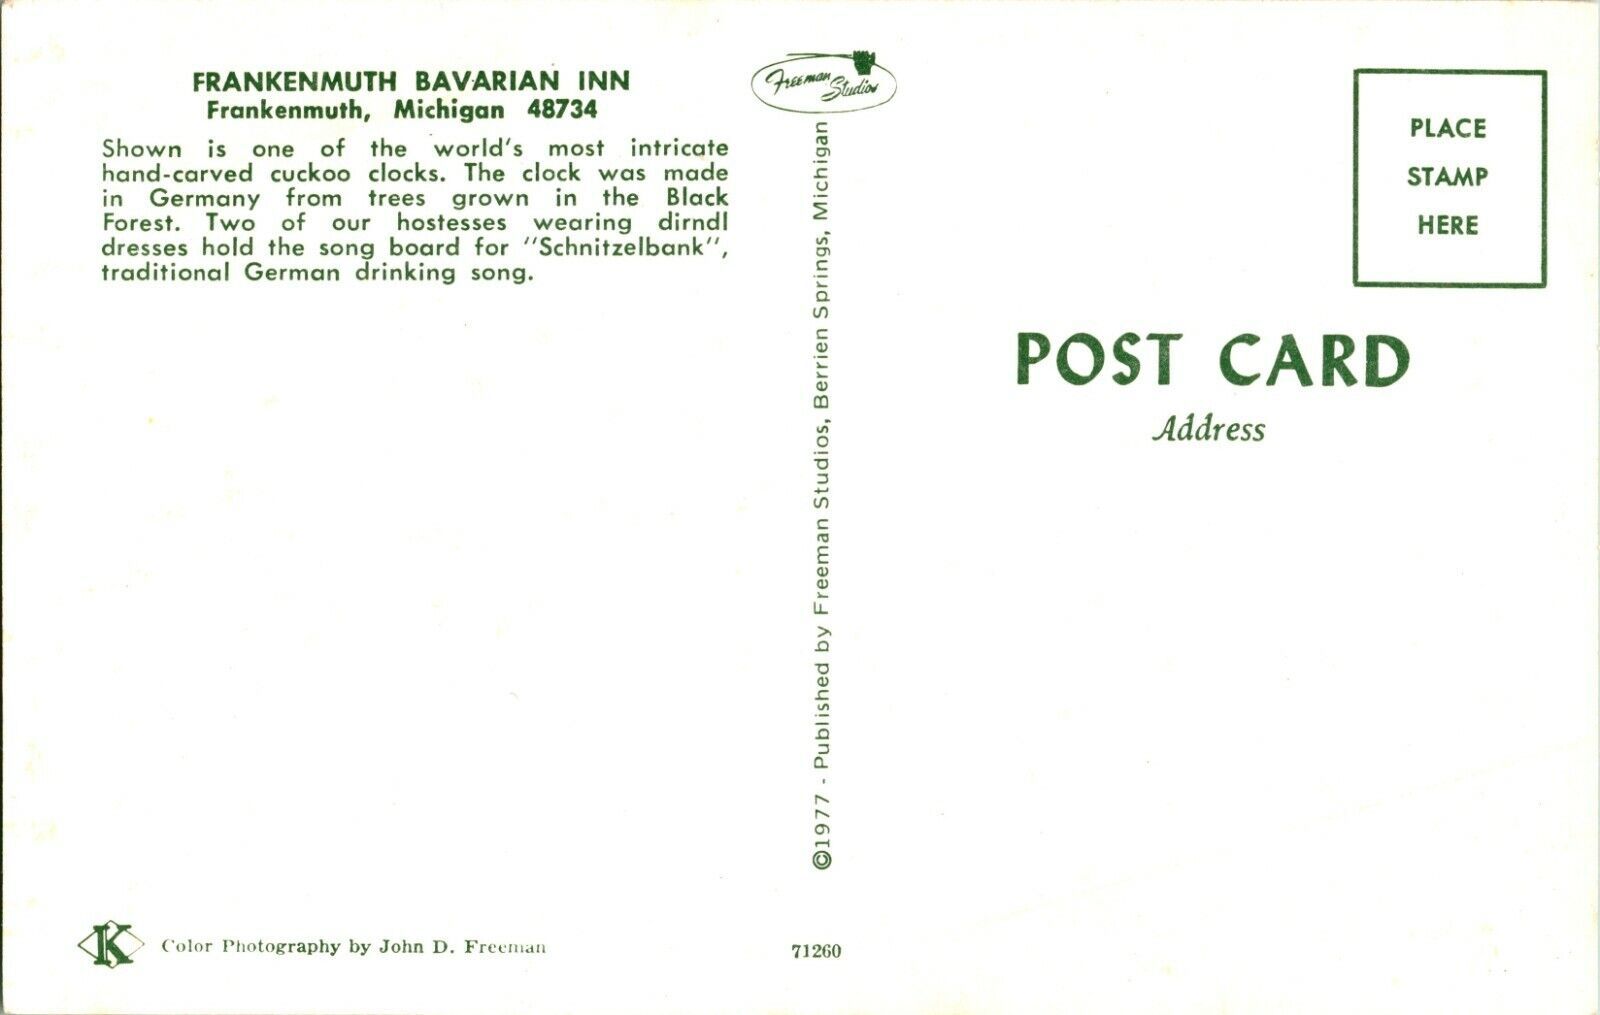 FRANKENMUTH BAVARIAN INN
Frankenmuth, Michigan 48734
Shown is one of the world's most intricate
hand-carved cuckoo clocks. The clock was made
in Germany from trees grown in the Black
Forest. Two of our hostesses wearing dirndl
dresses hold the song board for "Schnitzelbank",
traditional German drinking song.
K
Color Photography by John D. Freeman
Freeman
Studios
©1977 - Published by Freeman Studios, Berrien Springs, Michigan
71260
PLACE
STAMP
HERE
POST CARD
Address